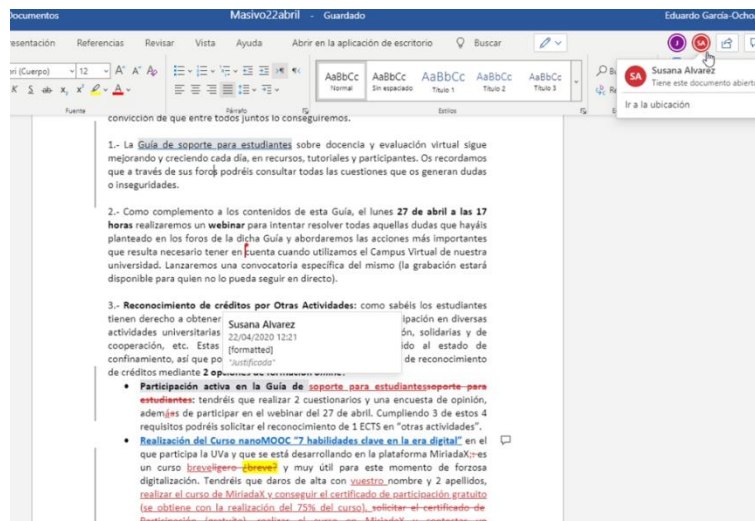 Documentos Masivo22abril - Guardado Eduardo García-Ocho
resentación Referencias Revisar Vista Ayuda Abrir en la aplicación de escritorio Buscar
J SA
ori (Cuerpo) 12 A^ A˅ A
K S ab x, x' A
AaBbCc AaBbCc AaBbCc AaBbCc AaBbCc
Normal Sin espaciado Título 1 Título 2 Título 3
Fuente Párrafo Estilos
SA Susana Alvarez
Tiene este documento abierto
Ir a la ubicación
convicción de que entre todos juntos lo conseguiremos.
1.- La Guía de soporte para estudiantes sobre docencia y evaluación virtual sigue
mejorando y creciendo cada día, en recursos, tutoriales y participantes. Os recordamos
que a través de sus foros podréis consultar todas las cuestiones que os generan dudas
o inseguridades.
2.- Como complemento a los contenidos de esta Guía, el lunes 27 de abril a las 17
horas realizaremos un webinar para intentar resolver todas aquellas dudas que hayáis
planteado en los foros de la dicha Guía y abordaremos las acciones más importantes
que resulta necesario tener en cuenta cuando utilizamos el Campus Virtual de nuestra
universidad. Lanzaremos una convocatoria específica del mismo (la grabación estará
disponible para quien no lo pueda seguir en directo).
3.- Reconocimiento de créditos por Otras Actividades: como sabéis los estudiantes
tienen derecho a obtener ipación en diversas
actividades universitarias ón, solidarias y de
cooperación, etc. Estas ido al estado de
confinamiento, así que po de reconocimiento
de créditos mediante 2 opciones de formación online:
Susana Alvarez
22/04/2020 12:21
[formatted]
"Justificada"
• Participación activa en la Guía de soporte para estudiantessoporte para
estudiantes: tendréis que realizar 2 cuestionarios y una encuesta de opinión,
además de participar en el webinar del 27 de abril. Cumpliendo 3 de estos 4
requisitos podréis solicitar el reconocimiento de 1 ECTS en "otras actividades".
• Realización del Curso nanoMOOC "7 habilidades clave en la era digital" en el
que participa la UVa y que se está desarrollando en la plataforma MiriadaX;: es
un curso breveligero ¿breve? y muy útil para este momento de forzosa
digitalización. Tendréis que daros de alta con vuestro nombre y 2 apellidos,
realizar el curso de MiriadaX y conseguir el certificado de participación gratuito
(se obtiene con la realización del 75% del curso). solicitar el certificado de
Participación (gratuito), realizar el curso en MiriadaX y contestar un